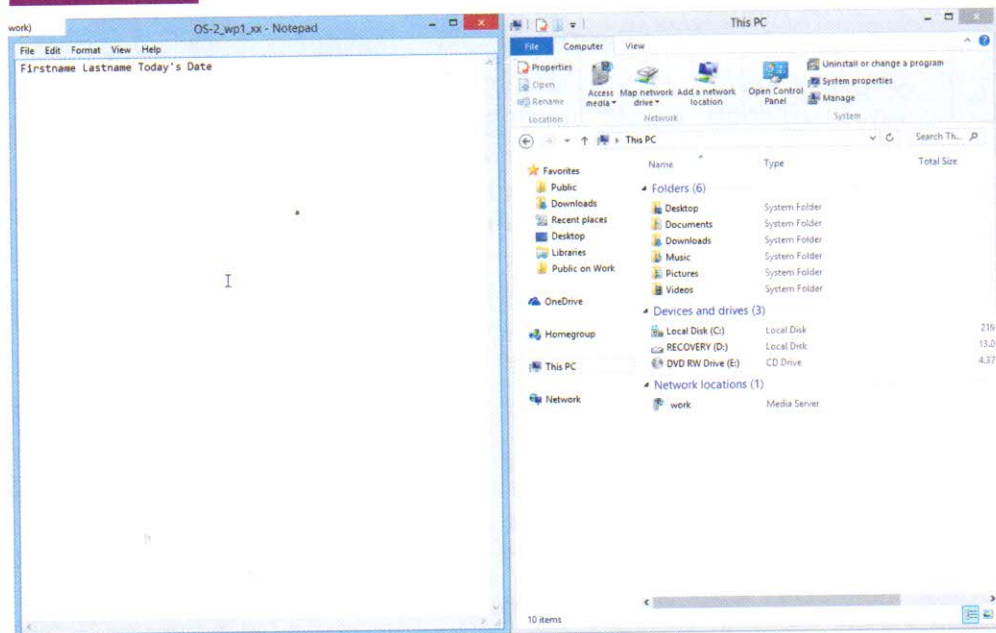 work)
OS-2_wp1_xx - Notepad
File Edit Format View Help
Firstname Lastname Today's Date
This PC
File Computer View
Properties
Open
Rename
Location
Access media
Map network drive
Add a network location
Network
Open Control Panel
Uninstall or change a program
System properties
Manage
System
This PC
Search Th...
Favorites
Public
Downloads
Recent places
Desktop
Libraries
Public on Work
OneDrive
Homegroup
This PC
Network
Name Type Total Size
Folders (6)
Desktop System Folder
Documents System Folder
Downloads System Folder
Music System Folder
Pictures System Folder
Videos System Folder
Devices and drives (3)
Local Disk (C:) Local Disk 219
RECOVERY (D:) Local Disk 13.0
DVD RW Drive (E:) CD Drive 4.37
Network locations (1)
work Media Server
10 items